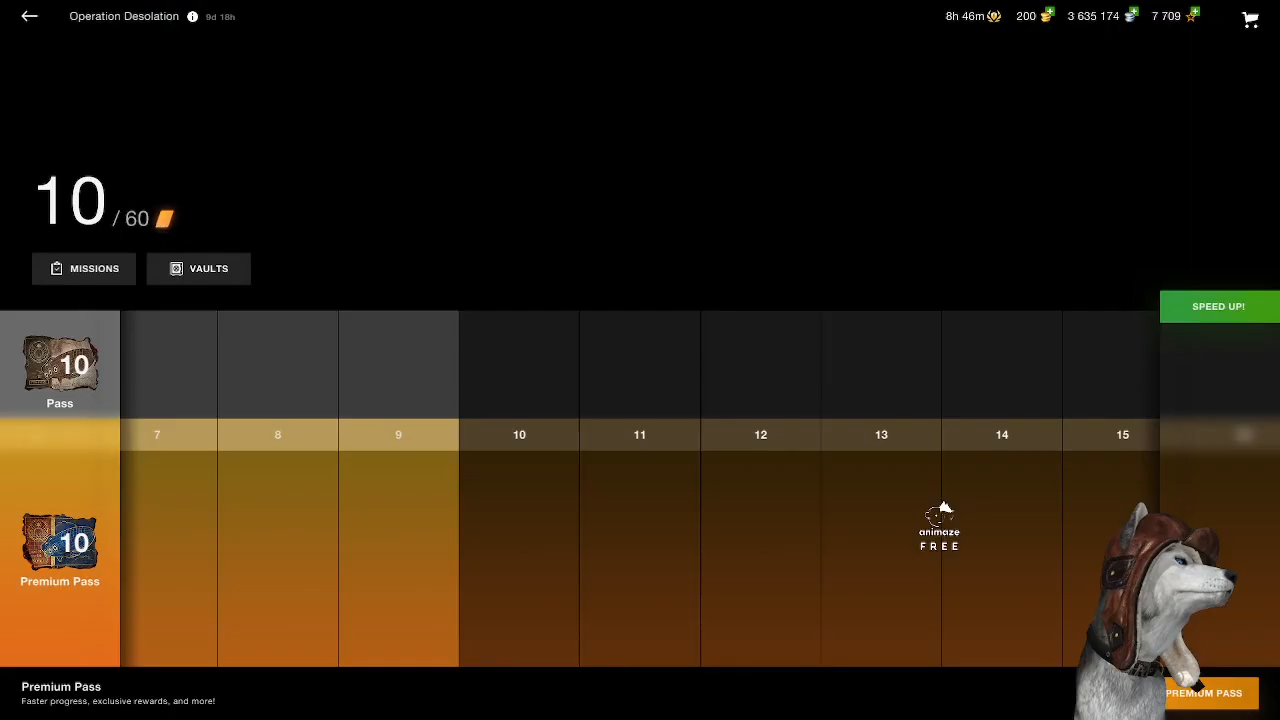 Operation Desolation
9d 18h
8h 46m
200
3 635 174
7 709
10 / 60
MISSIONS
VAULTS
SPEED UP!
10
Pass
7
8
9
10
11
12
13
14
15
10
Premium Pass
animaze
FREE
Premium Pass
Faster progress, exclusive rewards, and more!
PREMIUM PASS